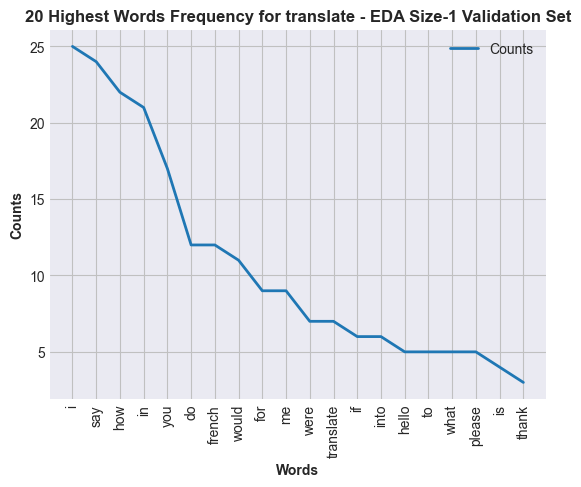 20 Highest Words Frequency for translate - EDA Size-1 Validation Set
Counts
25
20
15
10
5
Counts
i
say
how
in
you
do
french
would
for
me
were
translate
if
into
hello
to
what
please
is
thank
Words